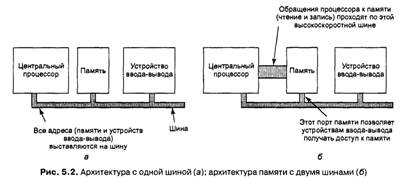 Обращения процессора к памяти
(чтение и запись) проходят по этой
высокоскоростной шине
Центральный
процессор
Память
Устройство
ввода-вывода
Центральный
процессор
Память
Устройство
ввода-вывода
Все адреса (памяти и устройств
ввода-вывода)
выставляются на шину
Шина
Этот порт памяти позволяет
устройствам ввода-вывода
получать доступ к памяти
а
б
Рис. 5.2. Архитектура с одной шиной (а); архитектура памяти с двумя шинами (б)